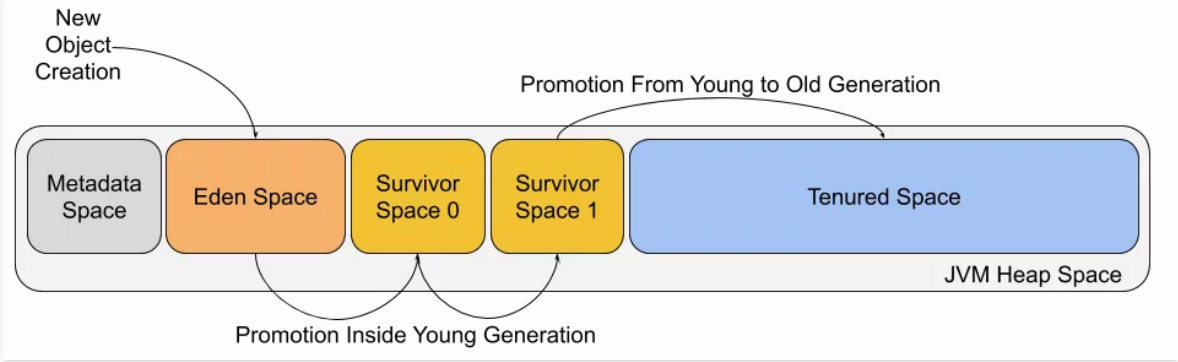 New
Object
Creation
Promotion From Young to Old Generation
Metadata
Space
Eden Space
Survivor
Space 0
Survivor
Space 1
Tenured Space
JVM Heap Space
Promotion Inside Young Generation